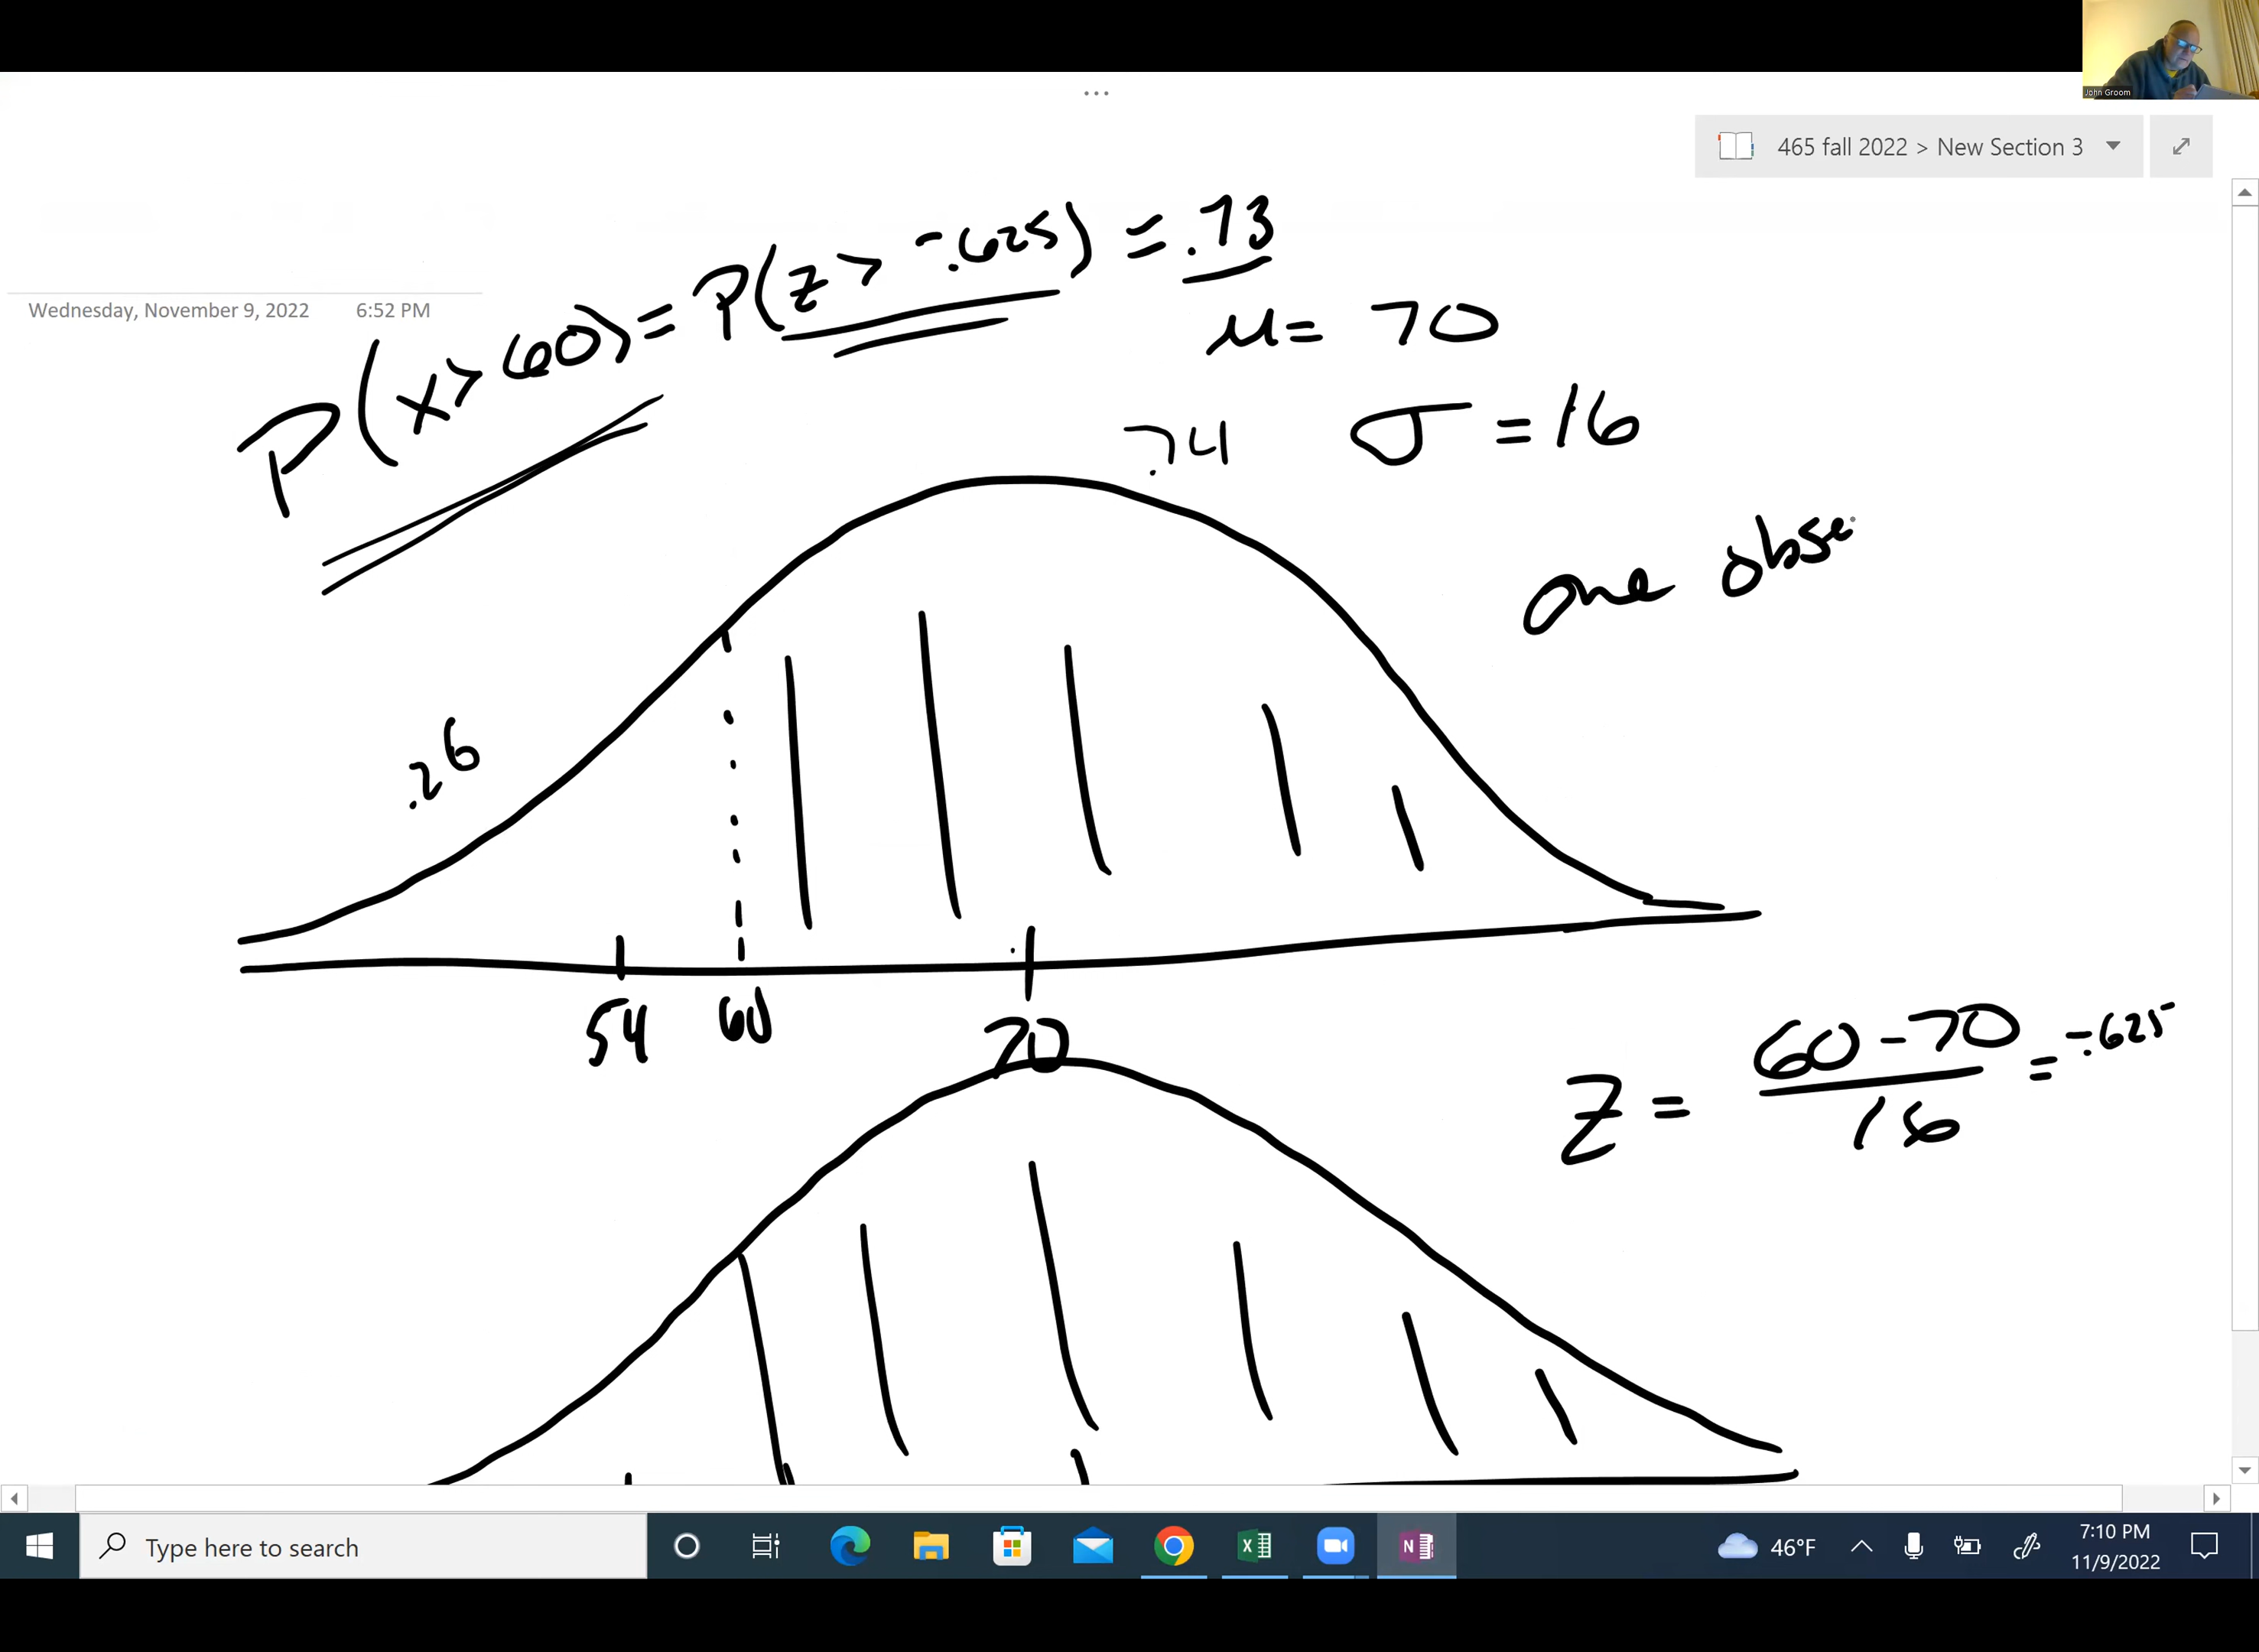 John Groom
465 fall 2022 > New Section 3
P(x>60) = P(z > -.625) = .73
Wednesday, November 9, 2022 6:52 PM
μ = 70
σ = 16
.74
one obse
.26
54 60 70
z = 60-70 / 16 = -.625
Type here to search
46°F
7:10 PM
11/9/2022